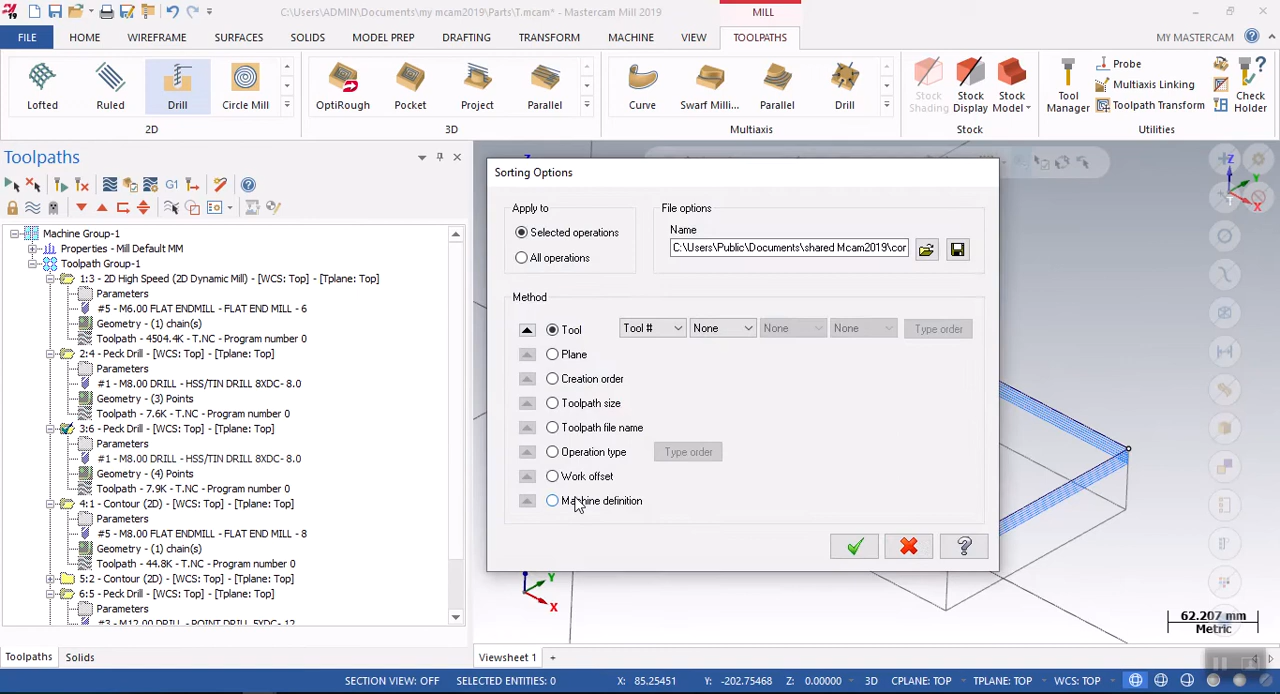 C:\Users\ADMIN\Documents\my mcam2019\Parts\T.mcam* - Mastercam Mill 2019
MILL
FILE
HOME
WIREFRAME
SURFACES
SOLIDS
MODEL PREP
DRAFTING
TRANSFORM
MACHINE
VIEW
TOOLPATHS
MY MASTERCAM
Lofted
Ruled
Drill
Circle Mill
2D
OptiRough
Pocket
Project
Parallel
3D
Curve
Swarf Milli...
Parallel
Drill
Multiaxis
Stock Shading
Stock Display
Stock Model
Stock
Tool Manager
Probe
Multiaxis Linking
Toolpath Transform
Check Holder
Utilities
Toolpaths
G1
Machine Group-1
Properties - Mill Default MM
Toolpath Group-1
1:3 - 2D High Speed (2D Dynamic Mill) - [WCS: Top] - [Tplane: Top]
Parameters
#5 - M6.00 FLAT ENDMILL - FLAT END MILL - 6
Geometry - (1) chain(s)
Toolpath - 4504.4K - T.NC - Program number 0
2:4 - Peck Drill - [WCS: Top] - [Tplane: Top]
Parameters
#1 - M8.00 DRILL - HSS/TIN DRILL 8XDC- 8.0
Geometry - (3) Points
Toolpath - 7.6K - T.NC - Program number 0
3:6 - Peck Drill - [WCS: Top] - [Tplane: Top]
Parameters
#1 - M8.00 DRILL - HSS/TIN DRILL 8XDC- 8.0
Geometry - (4) Points
Toolpath - 7.9K - T.NC - Program number 0
4:1 - Contour (2D) - [WCS: Top] - [Tplane: Top]
Parameters
#5 - M8.00 FLAT ENDMILL - FLAT END MILL - 8
Geometry - (1) chain(s)
Toolpath - 44.8K - T.NC - Program number 0
5:2 - Contour (2D) - [WCS: Top] - [Tplane: Top]
6:5 - Peck Drill - [WCS: Top] - [Tplane: Top]
Parameters
#3 - M12.00 DRILL - POINT DRILL 5XDC- 12
Toolpaths
Solids
Sorting Options
Apply to
Selected operations
All operations
File options
Name
C:\Users\Public\Documents\shared Mcam2019\cor
Method
Tool
Tool #
None
None
None
Type order
Plane
Creation order
Toolpath size
Toolpath file name
Operation type
Type order
Work offset
Machine definition
Z
Y
X
T
Y
X
62.207 mm
Metric
Viewsheet 1
SECTION VIEW: OFF
SELECTED ENTITIES: 0
X: 85.25451
Y: -202.75468
Z: 0.00000
3D
CPLANE: TOP
TPLANE: TOP
WCS: TOP